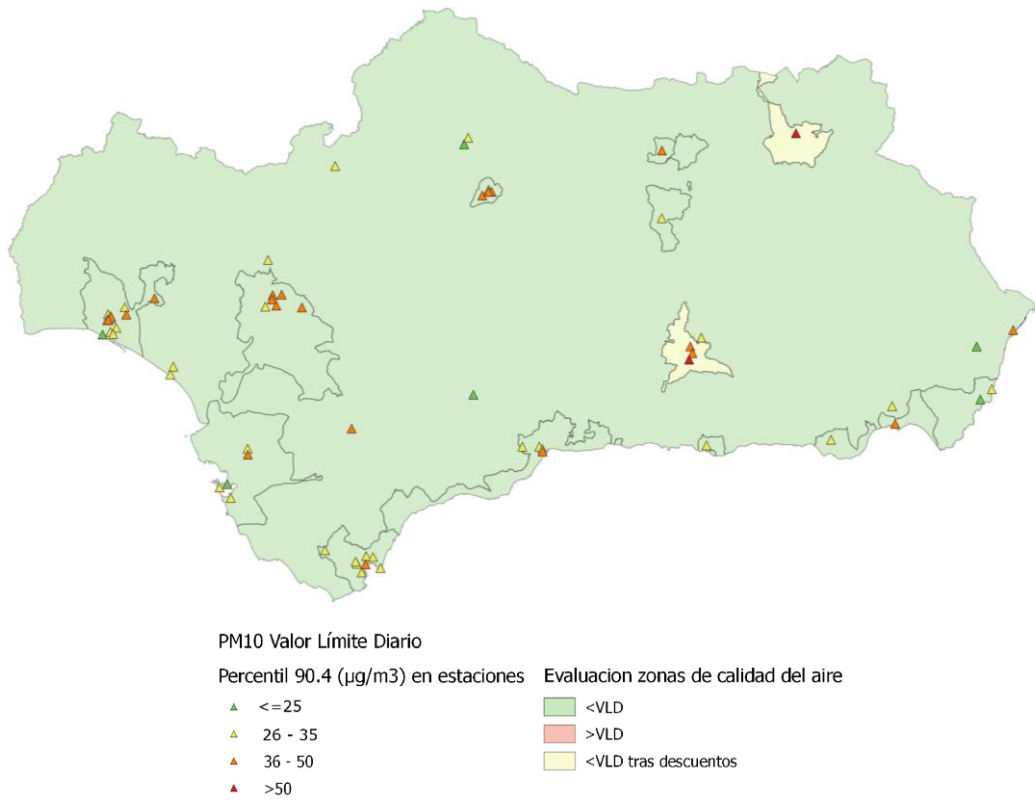 PM10 Valor Límite Diario
Percentil 90.4 (µg/m3) en estaciones
<=25
26 - 35
36 - 50
>50
Evaluacion zonas de calidad del aire
<VLD
>VLD
<VLD tras descuentos